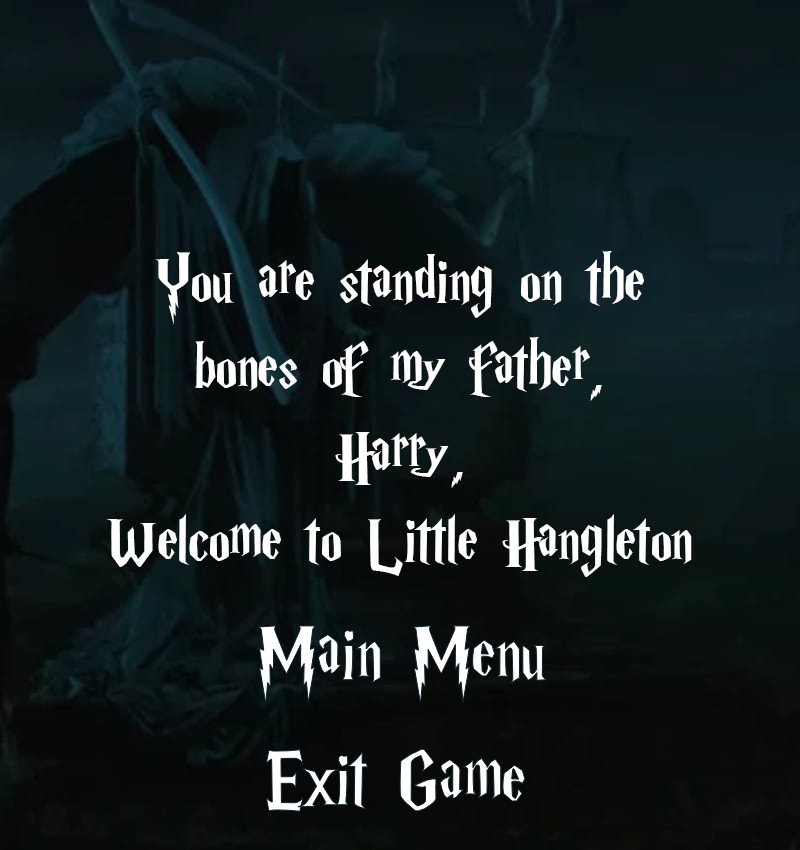 You are standing on the
bones of my father,
Harry,
Welcome to Little Hangleton
Main Menu
Exit Game